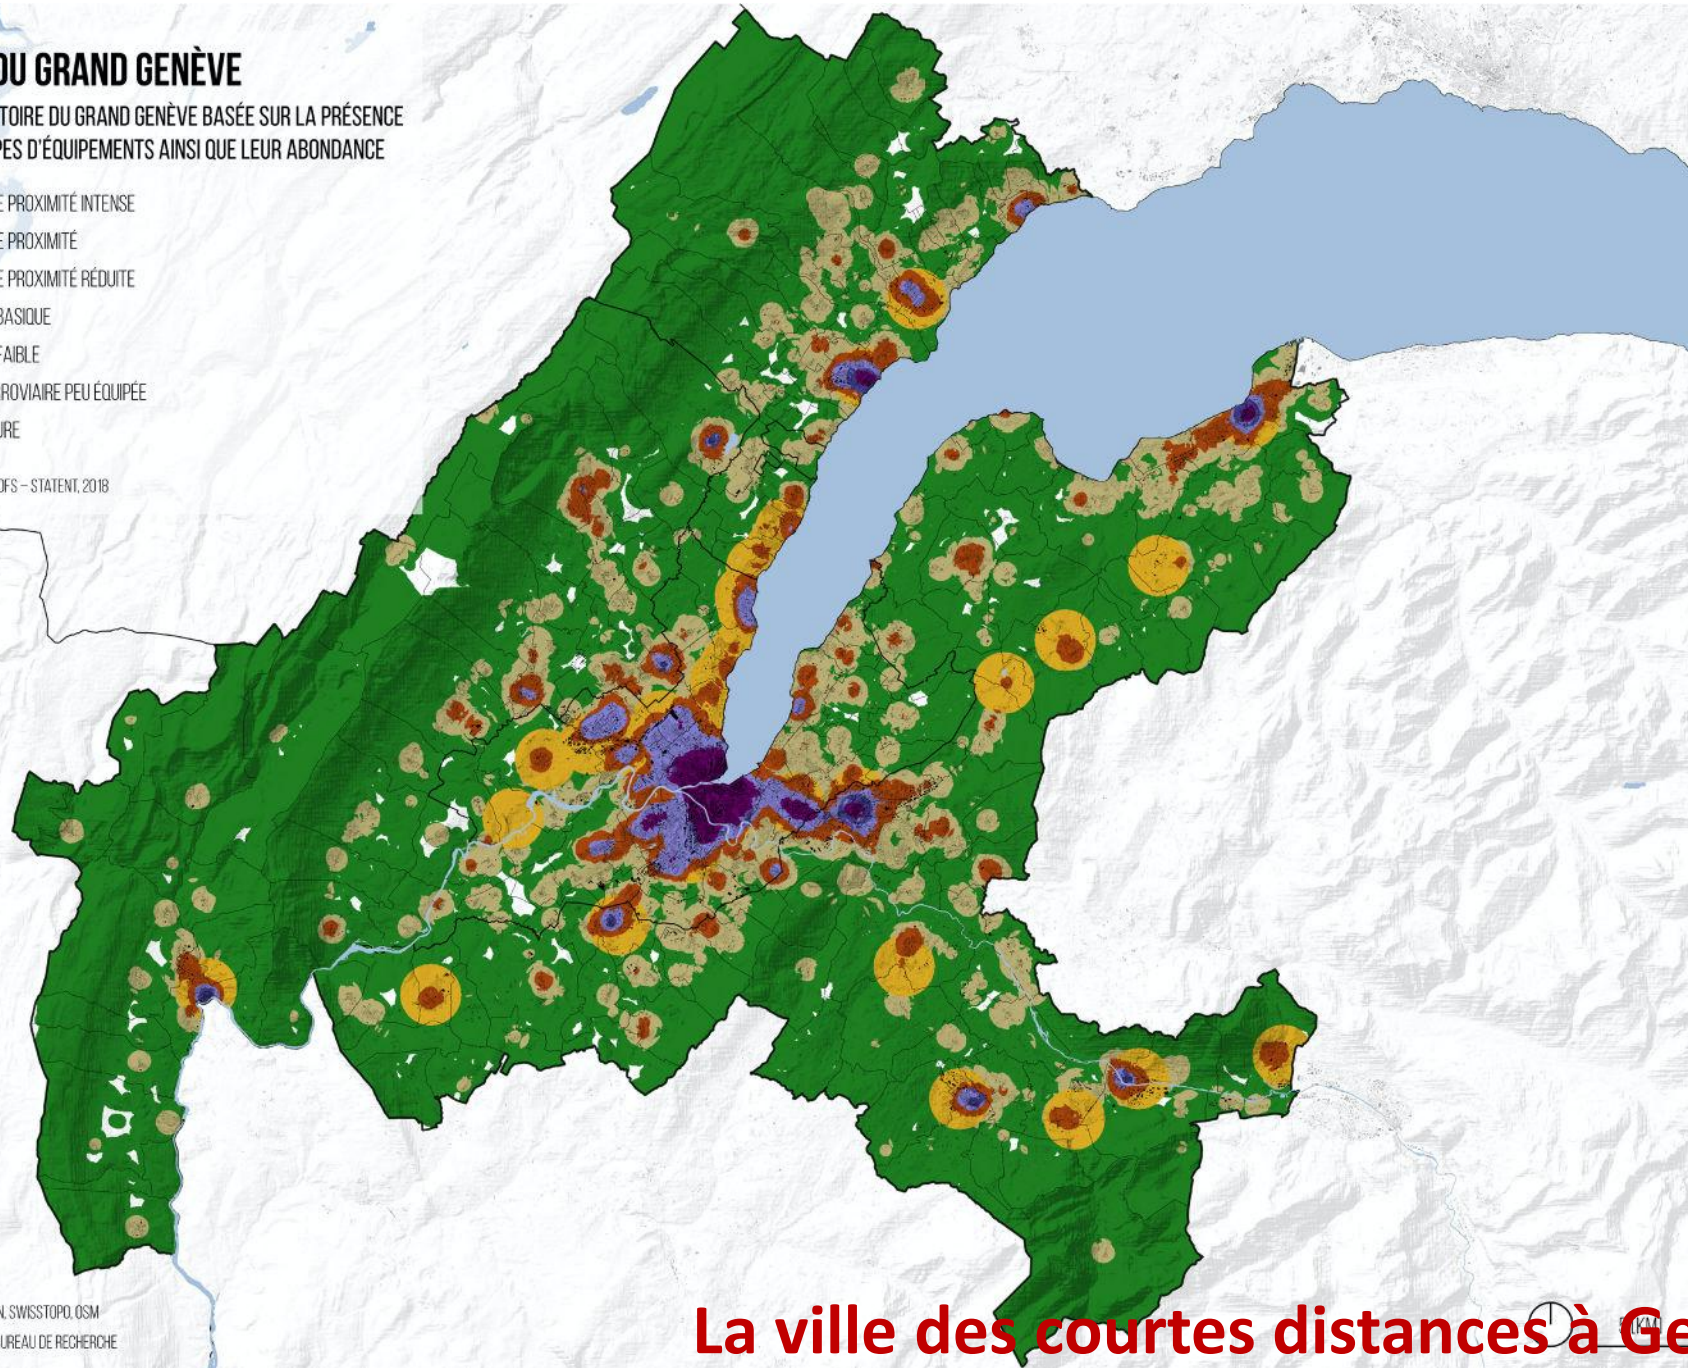 DU GRAND GENÈVE
TOIRE DU GRAND GENÈVE BASÉE SUR LA PRÉSENCE
PES D'ÉQUIPEMENTS AINSI QUE LEUR ABONDANCE
E PROXIMITÉ INTENSE
E PROXIMITÉ
E PROXIMITÉ RÉDUITE
BASIQUE
FAIBLE
ROVIAIRE PEU ÉQUIPÉE
URE
OFS – STATENT, 2018
N, SWISSTOPO, OSM
UREAU DE RECHERCHE
La ville des courtes distances à Ge